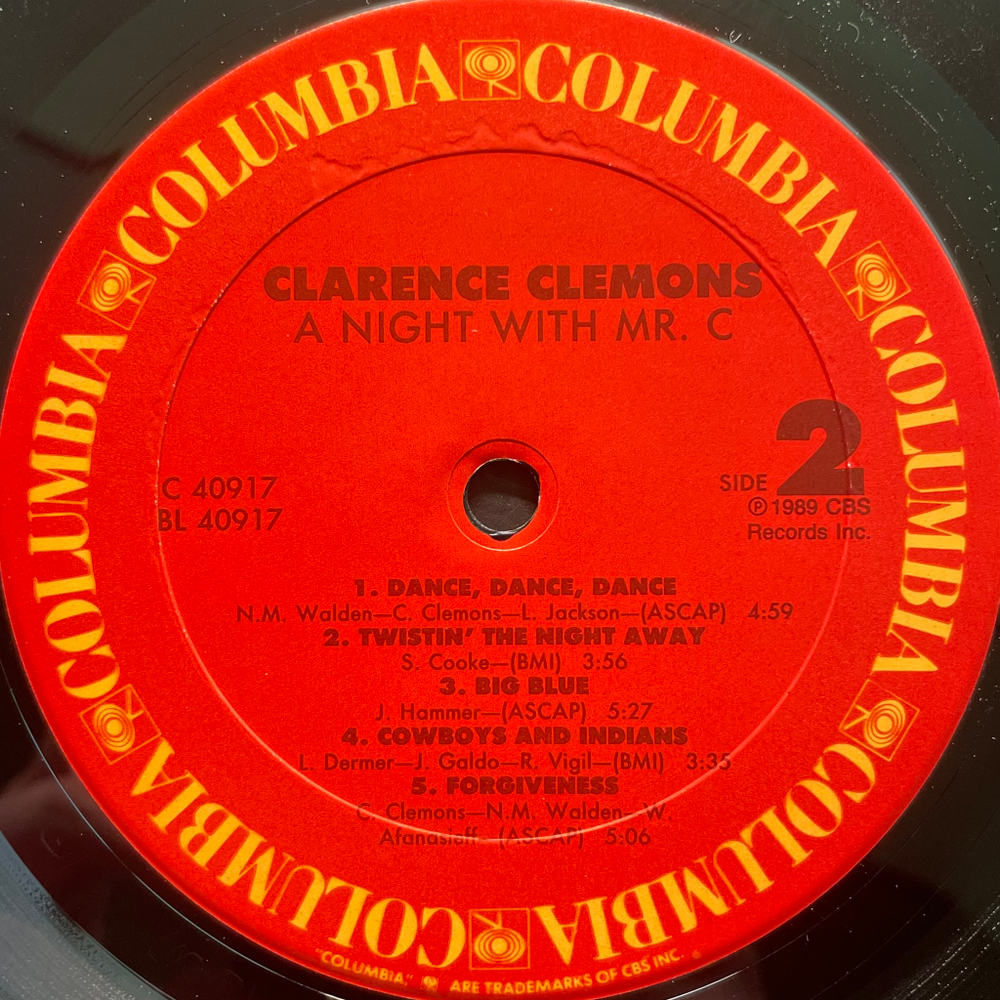 COLUMBIA COLUMBIA COLUMBIA COLUMBIA COLUMBIA COLUMBIA
CLARENCE CLEMONS
A NIGHT WITH MR. C
C 40917
BL 40917
SIDE 2
Ⓟ 1989 CBS
Records Inc.
1. DANCE, DANCE, DANCE
N.M. Walden—C. Clemons—L. Jackson—(ASCAP) 4:59
2. TWISTIN' THE NIGHT AWAY
S. Cooke—(BMI) 3:56
3. BIG BLUE
J. Hammer—(ASCAP) 5:27
4. COWBOYS AND INDIANS
L. Dermer—J. Galdo—R. Vigil—(BMI) 3:35
5. FORGIVENESS
C. Clemons—N.M. Walden—W.
Afanasieff—(ASCAP) 5:06
"COLUMBIA," ARE TRADEMARKS OF CBS INC.